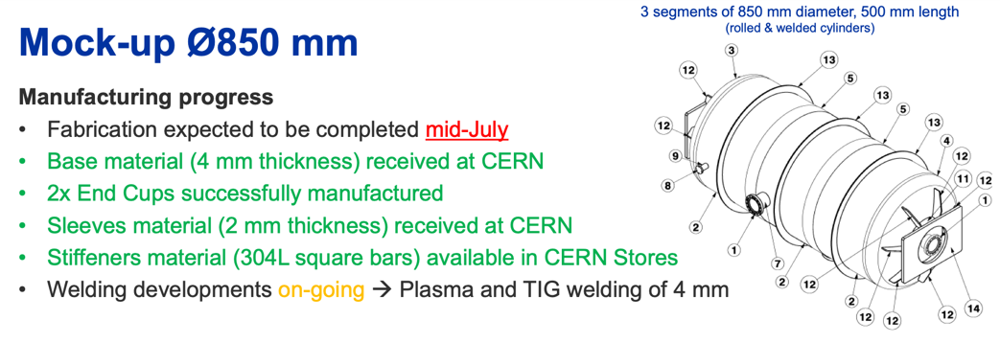 3 segments of 850 mm diameter, 500 mm length
(rolled & welded cylinders)
Mock-up Ø850 mm
Manufacturing progress
• Fabrication expected to be completed mid-July
• Base material (4 mm thickness) received at CERN
• 2x End Cups successfully manufactured
• Sleeves material (2 mm thickness) received at CERN
• Stiffeners material (304L square bars) available in CERN Stores
• Welding developments on-going → Plasma and TIG welding of 4 mm
3
13
12
5
13
5
12
13
4
9
12
11
12
8
1
2
1
7
2
12
2
12
12
12
14